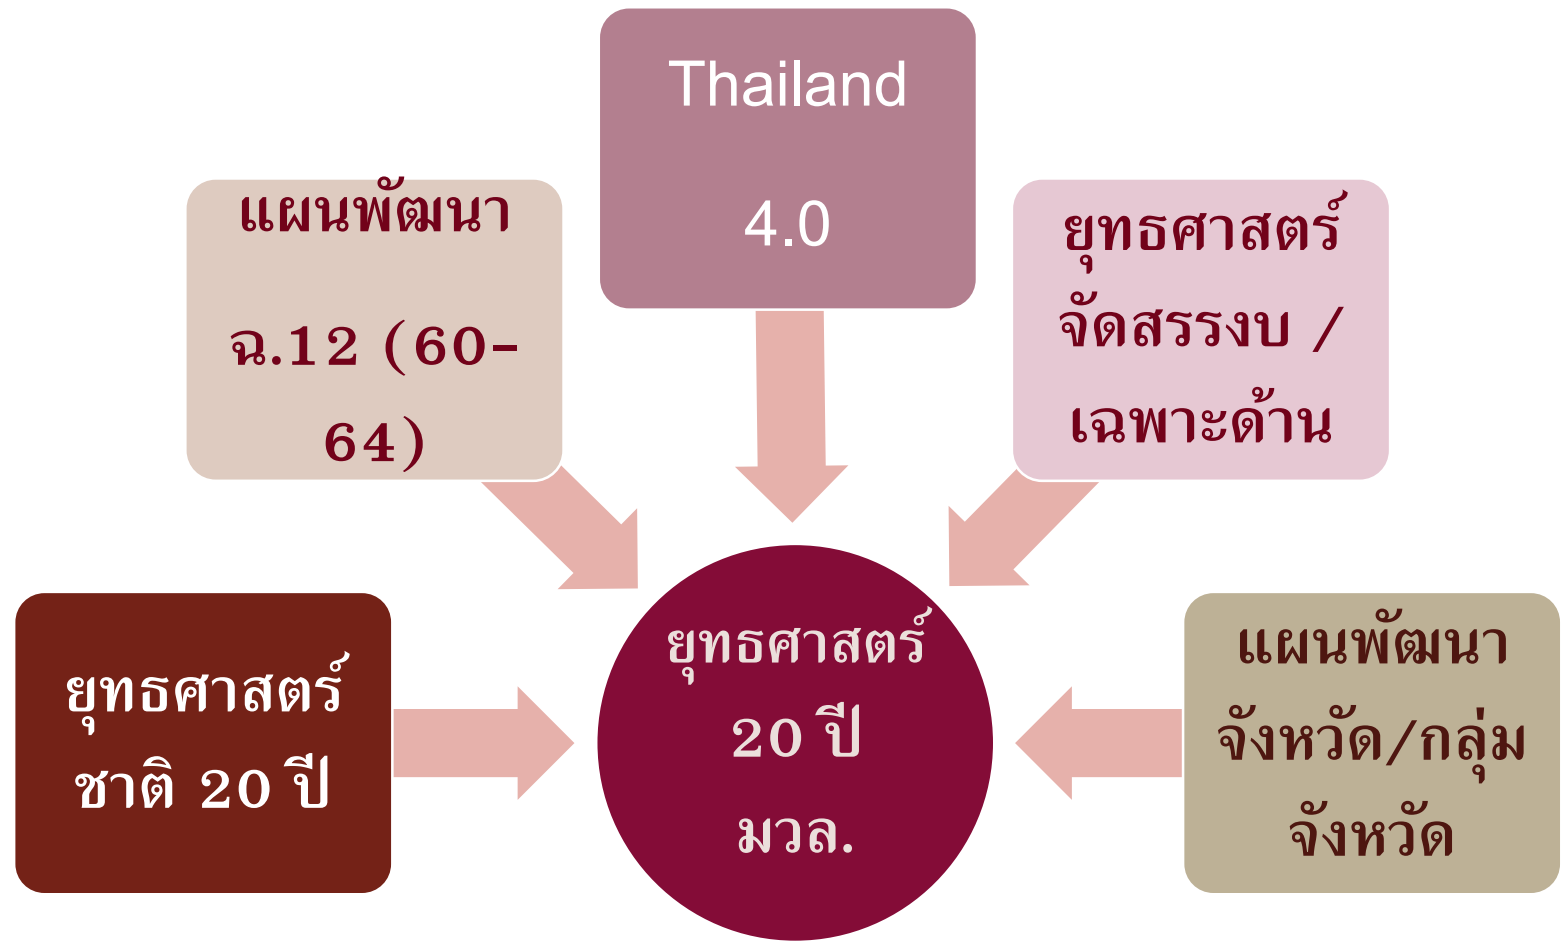 Thailand
4.0
แผนพัฒนา
ฉ.12 (60-
64)
ยุทธศาสตร์
จัดสรรงบ /
เฉพาะด้าน
ยุทธศาสตร์
ชาติ 20 ปี
ยุทธศาสตร์
20 ปี
มวล.
แผนพัฒนา
จังหวัด/กลุ่ม
จังหวัด